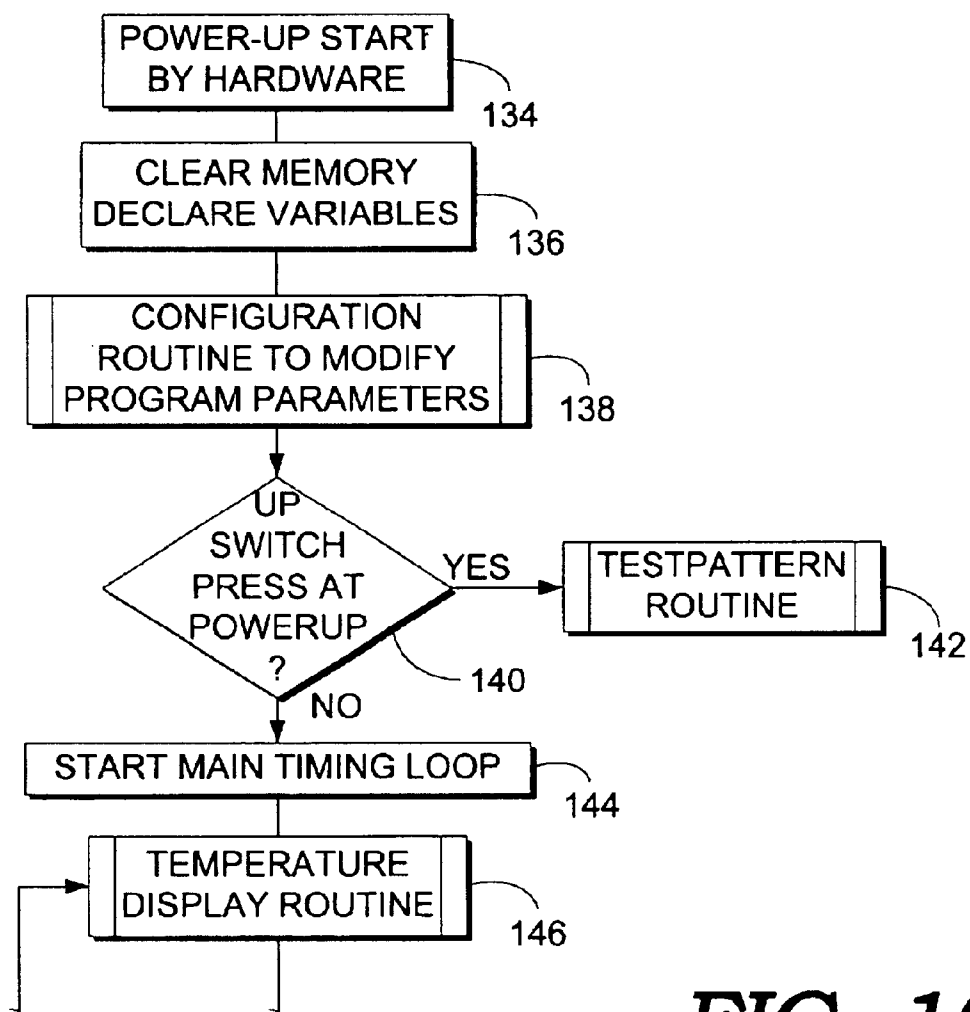 POWER-UP START
BY HARDWARE
134
CLEAR MEMORY
DECLARE VARIABLES
136
CONFIGURATION
ROUTINE TO MODIFY
PROGRAM PARAMETERS
138
UP
SWITCH
PRESS AT
POWERUP
?
YES
TESTPATTERN
ROUTINE
142
140
NO
START MAIN TIMING LOOP
144
TEMPERATURE
DISPLAY ROUTINE
146